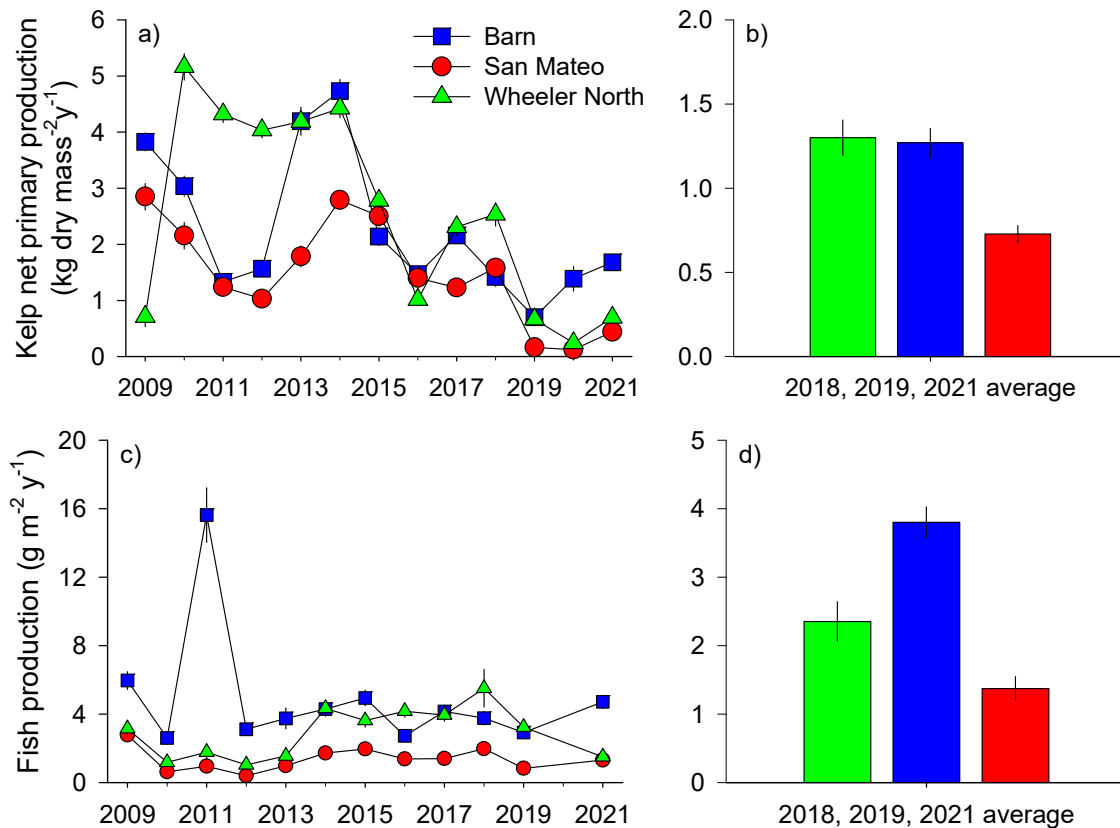 a)
Kelp net primary production
(kg dry mass⁻²y⁻¹)
6
5
4
3
2
1
0
Barn
San Mateo
Wheeler North
2009 2011 2013 2015 2017 2019 2021
b)
2.0
1.5
1.0
0.5
0.0
2018, 2019, 2021 average
c)
Fish production (g m⁻² y⁻¹)
20
16
12
8
4
0
2009 2011 2013 2015 2017 2019 2021
d)
5
4
3
2
1
0
2018, 2019, 2021 average